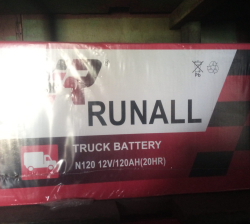 RUNALL
TRUCK BATTERY
N120 12V/120AH(20HR)